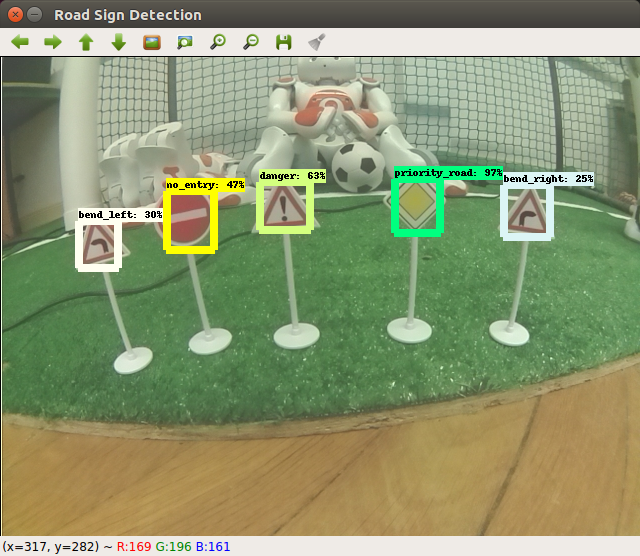 Road Sign Detection
priority_road: 97%
danger: 63%
bend_right: 25%
no_entry: 47%
bend_left: 30%
(x=317, y=282) ~ R:169 G:196 B:161